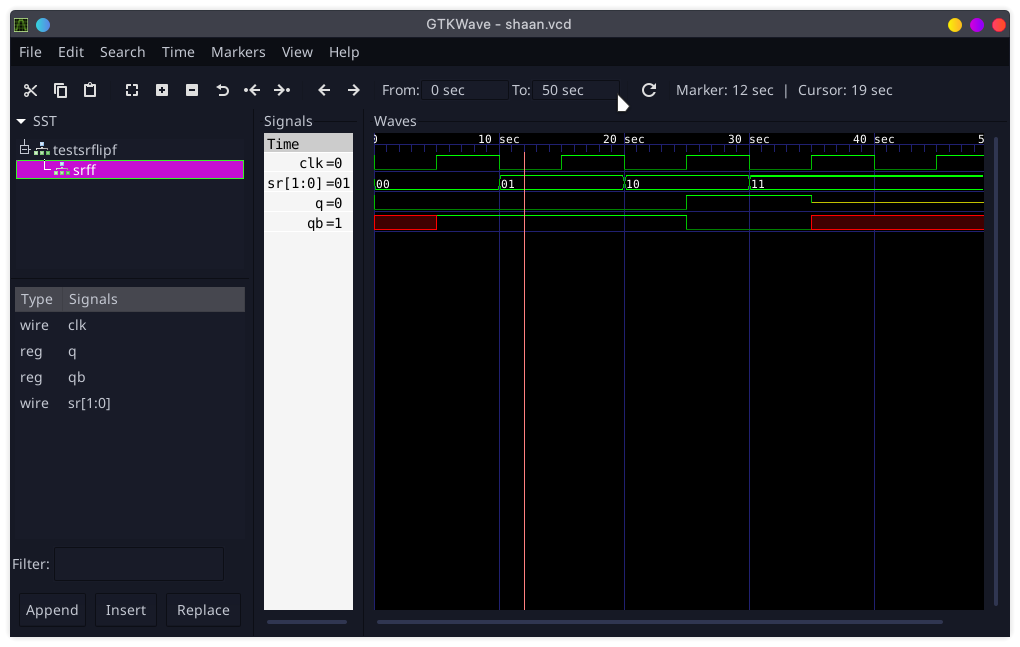 GTKWave - shaan.vcd
File Edit Search Time Markers View Help
From: 0 sec To: 50 sec Marker: 12 sec | Cursor: 19 sec
SST
testsrflipf
srff
Type Signals
wire clk
reg q
reg qb
wire sr[1:0]
Filter:
Append Insert Replace
Signals
Time
clk=0
sr[1:0]=01
q=0
qb=1
Waves
0 10 sec 20 sec 30 sec 40 sec 5
00 01 10 11